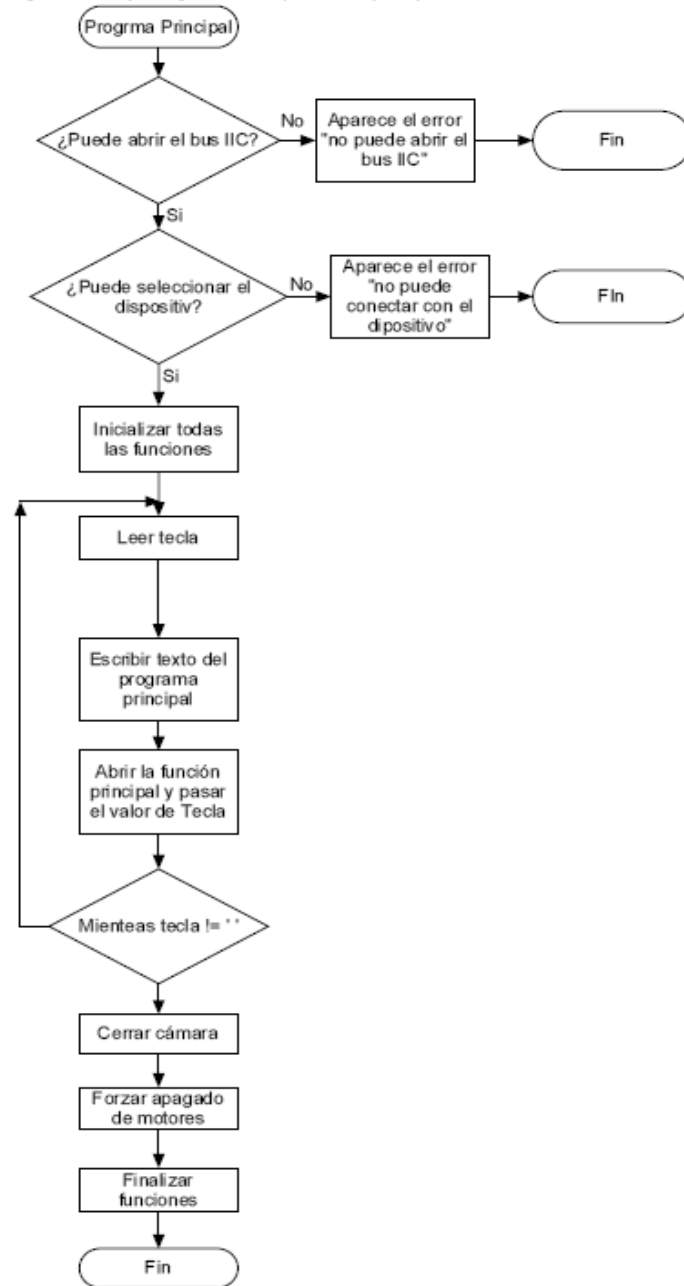 Progrma Principal
¿Puede abrir el bus IIC?
No
Aparece el error
"no puede abrir el
bus IIC"
Fin
Si
¿Puede seleccionar el
dispositiv?
No
Aparece el error
"no puede
conectar con el
dipositivo"
FIn
Si
Inicializar todas
las funciones
Leer tecla
Escribir texto del
programa
principal
Abrir la función
principal y pasar
el valor de Tecla
Mienteas tecla != ' '
Cerrar cámara
Forzar apagado
de motores
Finalizar
funciones
Fin